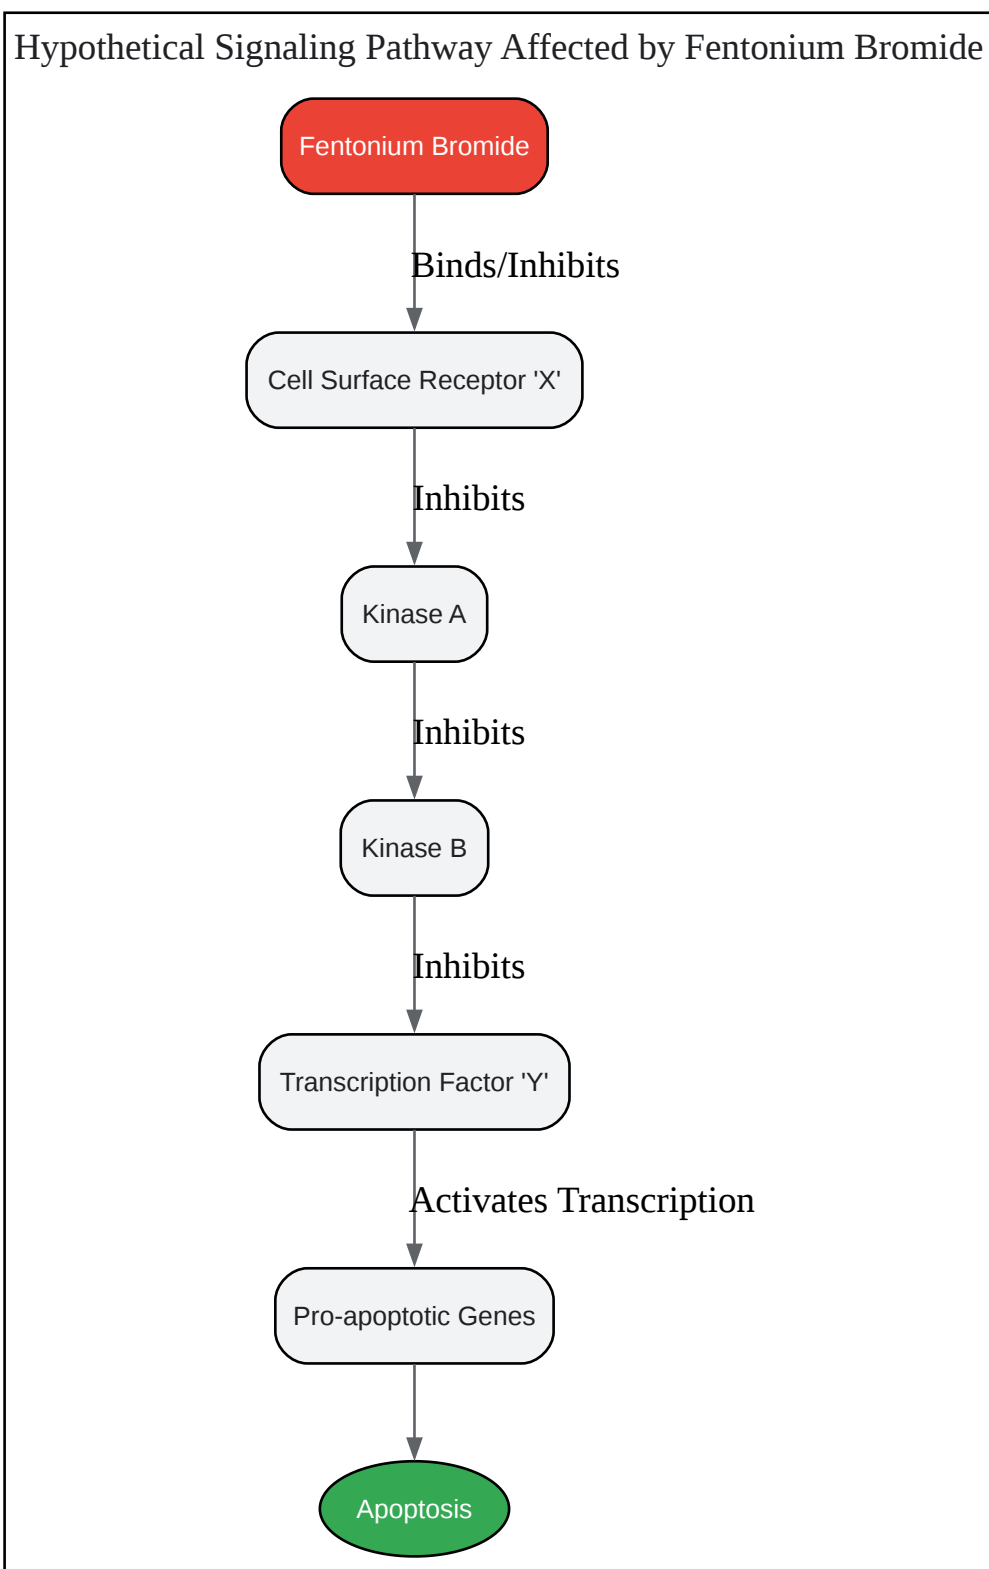 Hypothetical Signaling Pathway Affected by Fentonium Bromide
Fentonium Bromide
Binds/Inhibits
Cell Surface Receptor 'X'
Inhibits
Kinase A
Inhibits
Kinase B
Inhibits
Transcription Factor 'Y'
Activates Transcription
Pro-apoptotic Genes
Apoptosis